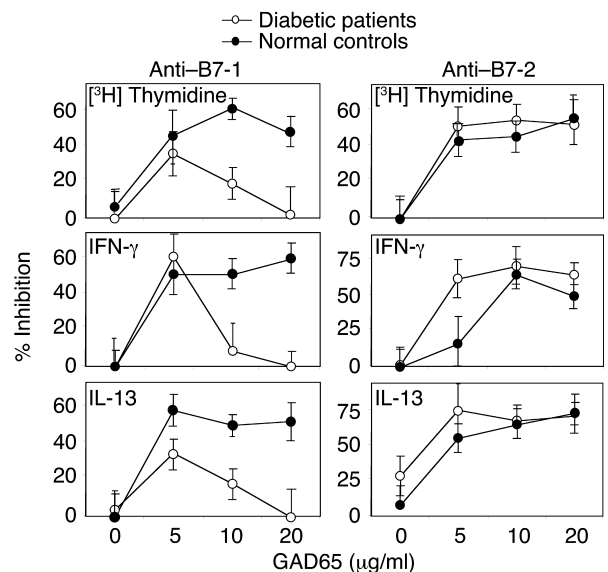 Diabetic patients
Normal controls
Anti–B7-1
Anti–B7-2
[³H] Thymidine
60
40
20
0
[³H] Thymidine
60
40
20
0
IFN-γ
60
40
20
0
IFN-γ
75
50
25
0
IL-13
60
40
20
0
IL-13
75
50
25
0
% Inhibition
0 5 10 20
0 5 10 20
GAD65 (μg/ml)